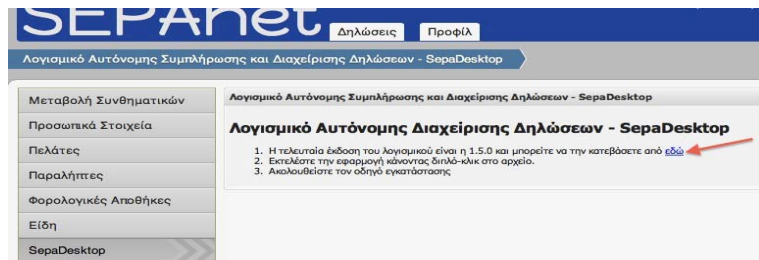 SEPAnet
Δηλώσεις Προφίλ
Λογισμικό Αυτόνομης Συμπλήρωσης και Διαχείρισης Δηλώσεων - SepaDesktop
Μεταβολή Συνθηματικών
Προσωπικά Στοιχεία
Πελάτες
Παραλήπτες
Φορολογικές Αποθήκες
Είδη
SepaDesktop
Λογισμικό Αυτόνομης Συμπλήρωσης και Διαχείρισης Δηλώσεων - SepaDesktop
Λογισμικό Αυτόνομης Διαχείρισης Δηλώσεων - SepaDesktop
1. Η τελευταία έκδοση του λογισμικού είναι η 1.5.0 και μπορείτε να την κατεβάσετε από εδώ
2. Εκτελέστε την εφαρμογή κάνοντας διπλό-κλικ στο αρχείο.
3. Ακολουθείστε τον οδηγό εγκατάστασης